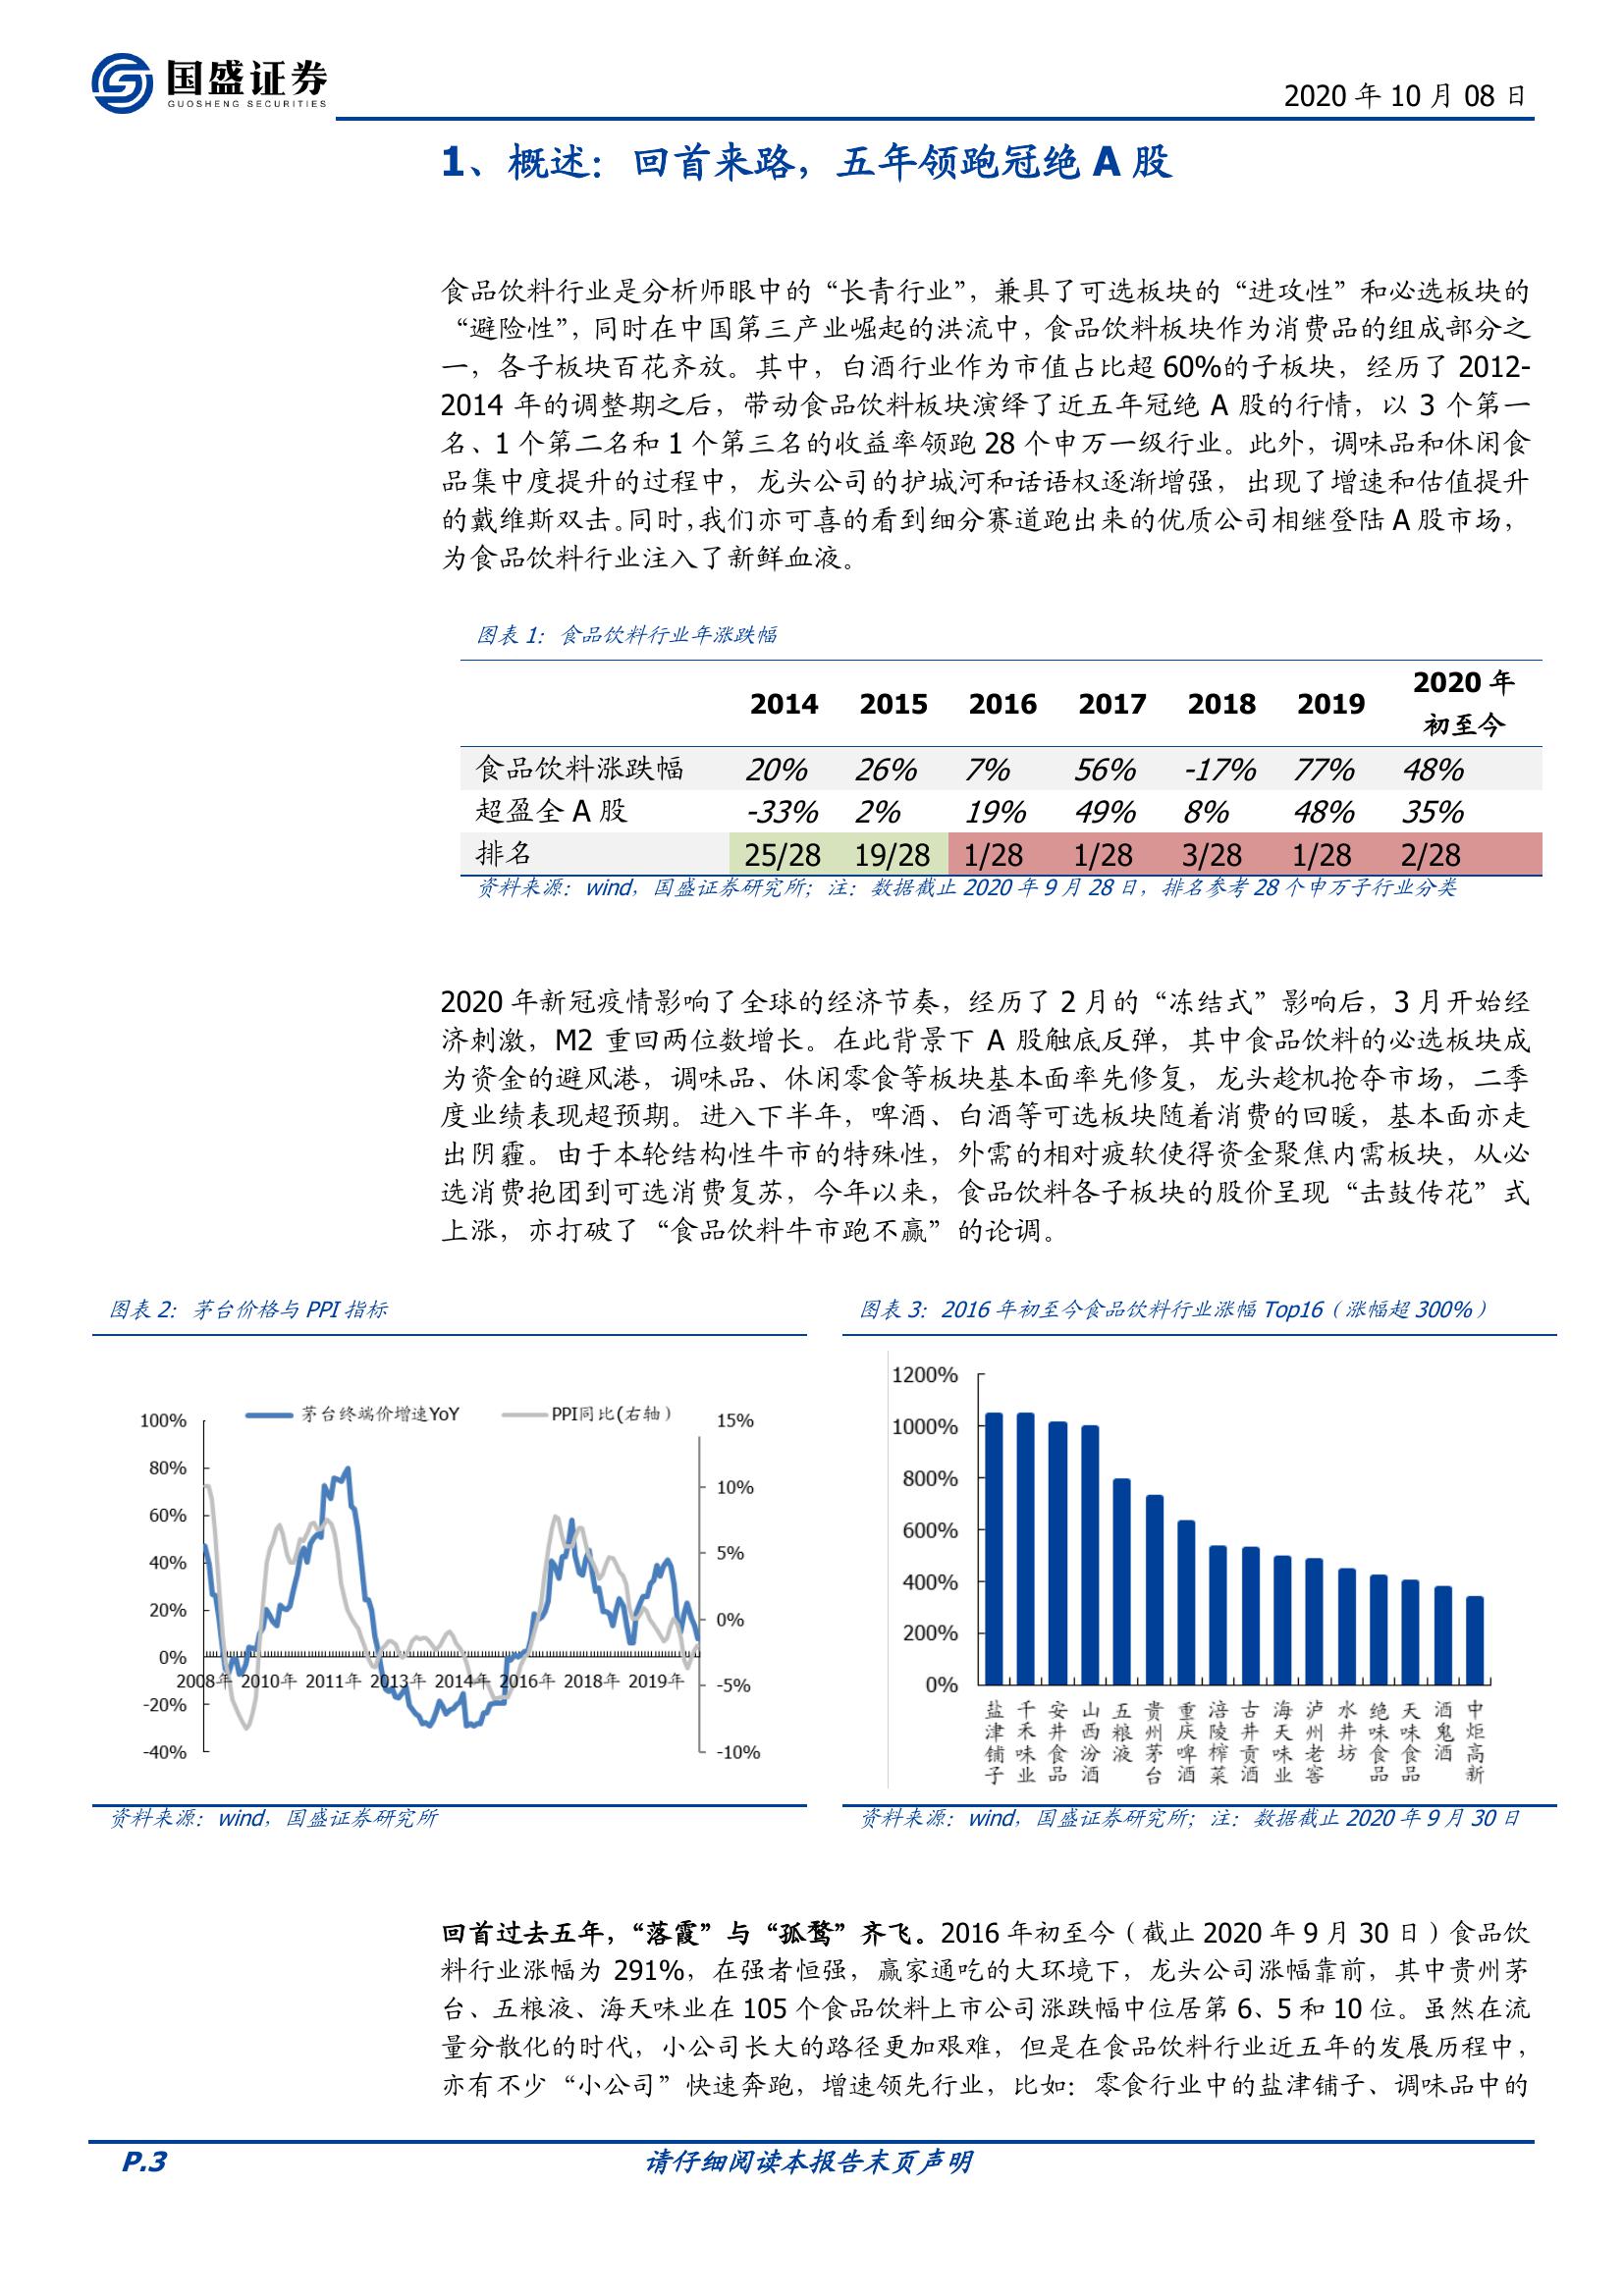 国盛证券
GUOSHENG SECURITIES
2020 年 10 月 08 日
1、概述：回首来路，五年领跑冠绝 A 股
食品饮料行业是分析师眼中的“长青行业”，兼具了可选板块的“进攻性”和必选板块的
“避险性”，同时在中国第三产业崛起的洪流中，食品饮料板块作为消费品的组成部分之
一，各子板块百花齐放。其中，白酒行业作为市值占比超 60%的子板块，经历了 2012-
2014 年的调整期之后，带动食品饮料板块演绎了近五年冠绝 A 股的行情，以 3 个第一
名、1 个第二名和 1 个第三名的收益率领跑 28 个申万一级行业。此外，调味品和休闲食
品集中度提升的过程中，龙头公司的护城河和话语权逐渐增强，出现了增速和估值提升
的戴维斯双击。同时，我们亦可喜的看到细分赛道跑出来的优质公司相继登陆 A 股市场，
为食品饮料行业注入了新鲜血液。
图表 1：食品饮料行业年涨跌幅
2014 2015 2016 2017 2018 2019 2020 年
初至今
食品饮料涨跌幅 20% 26% 7% 56% -17% 77% 48%
超盈全 A 股 -33% 2% 19% 49% 8% 48% 35%
排名 25/28 19/28 1/28 1/28 3/28 1/28 2/28
资料来源：wind，国盛证券研究所；注：数据截止 2020 年 9 月 28 日，排名参考 28 个申万子行业分类
2020 年新冠疫情影响了全球的经济节奏，经历了 2 月的“冻结式”影响后，3 月开始经
济刺激，M2 重回两位数增长。在此背景下 A 股触底反弹，其中食品饮料的必选板块成
为资金的避风港，调味品、休闲零食等板块基本面率先修复，龙头趁机抢夺市场，二季
度业绩表现超预期。进入下半年，啤酒、白酒等可选板块随着消费的回暖，基本面亦走
出阴霾。由于本轮结构性牛市的特殊性，外需的相对疲软使得资金聚焦内需板块，从必
选消费抱团到可选消费复苏，今年以来，食品饮料各子板块的股价呈现“击鼓传花”式
上涨，亦打破了“食品饮料牛市跑不赢”的论调。
图表 2：茅台价格与 PPI 指标
茅台终端价增速YoY PPI同比(右轴）
100%
80%
60%
40%
20%
0%
-20%
-40%
15%
10%
5%
0%
-5%
-10%
2008年 2010年 2011年 2013年 2014年 2016年 2018年 2019年
资料来源：wind，国盛证券研究所
图表 3：2016 年初至今食品饮料行业涨幅 Top16（涨幅超 300%）
1200%
1000%
800%
600%
400%
200%
0%
盐津铺子
千禾味业
安井食品
山西汾酒
五粮液
贵州茅台
重庆啤酒
涪陵榨菜
古井贡酒
海天味业
泸州老窖
水井坊
绝味食品
天味食品
酒鬼酒
中炬高新
资料来源：wind，国盛证券研究所；注：数据截止 2020 年 9 月 30 日
回首过去五年，“落霞”与“孤鹜”齐飞。2016 年初至今（截止 2020 年 9 月 30 日）食品饮
料行业涨幅为 291%，在强者恒强，赢家通吃的大环境下，龙头公司涨幅靠前，其中贵州茅
台、五粮液、海天味业在 105 个食品饮料上市公司涨跌幅中位居第 6、5 和 10 位。虽然在流
量分散化的时代，小公司长大的路径更加艰难，但是在食品饮料行业近五年的发展历程中，
亦有不少“小公司”快速奔跑，增速领先行业，比如：零食行业中的盐津铺子、调味品中的
P.3
请仔细阅读本报告末页声明